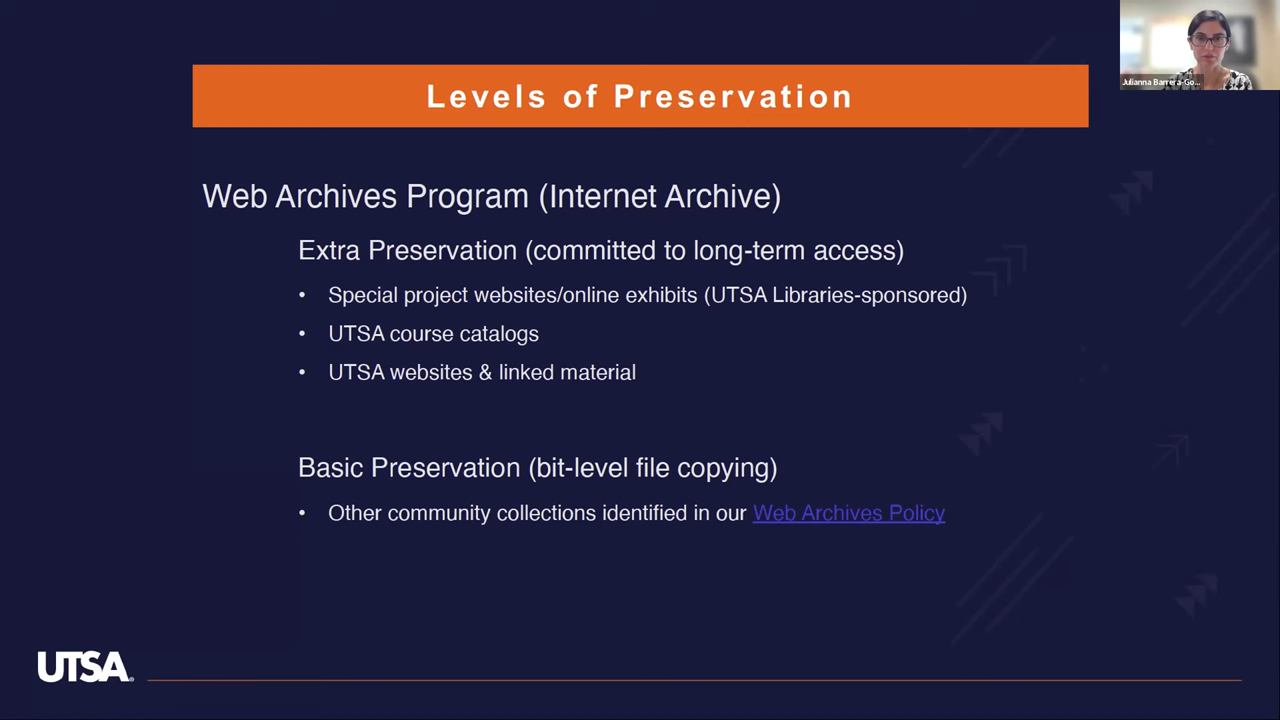 Levels of Preservation
Julianna Barrera-Go...
Web Archives Program (Internet Archive)
Extra Preservation (committed to long-term access)
• Special project websites/online exhibits (UTSA Libraries-sponsored)
• UTSA course catalogs
• UTSA websites & linked material
Basic Preservation (bit-level file copying)
• Other community collections identified in our Web Archives Policy
UTSA®